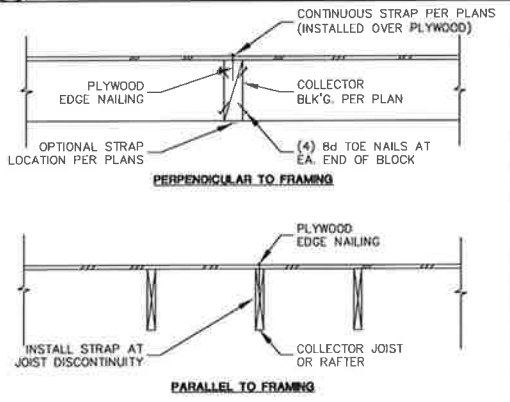 CONTINUOUS STRAP PER PLANS
(INSTALLED OVER PLYWOOD)
PLYWOOD
EDGE NAILING
COLLECTOR
BLK'G. PER PLAN
OPTIONAL STRAP
LOCATION PER PLANS
(4) 8d TOE NAILS AT
EA. END OF BLOCK
PERPENDICULAR TO FRAMING
PLYWOOD
EDGE NAILING
INSTALL STRAP AT
JOIST DISCONTINUITY
COLLECTOR JOIST
OR RAFTER
PARALLEL TO FRAMING